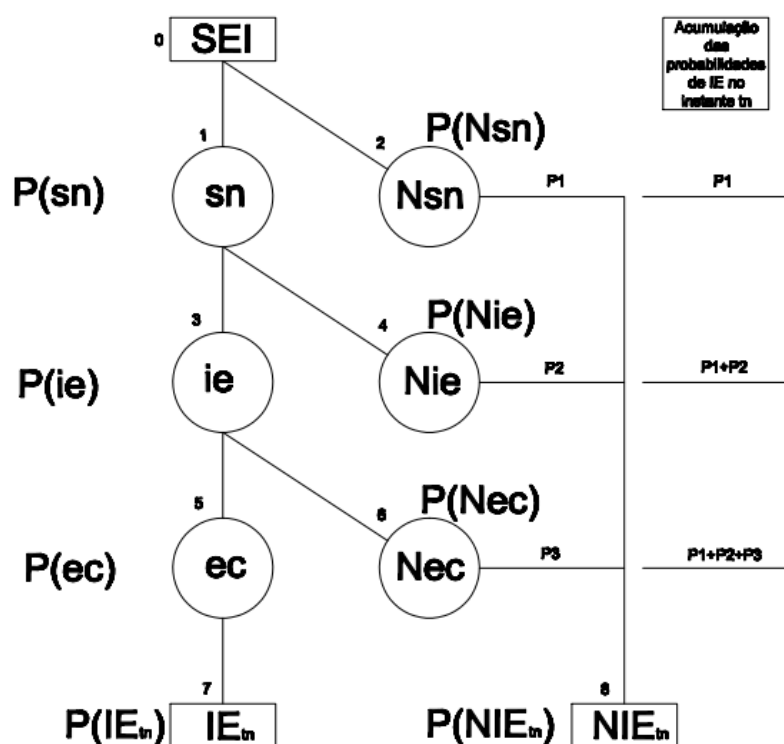 0
SEI
Acumulação
das
probabilidades
de IE no
instante tn
1
2
P(Nsn)
P(sn)
sn
Nsn
P1
P1
3
4
P(Nie)
P(ie)
ie
Nie
P2
P1+P2
5
6
P(Nec)
P(ec)
ec
Nec
P3
P1+P2+P3
7
8
P(IEtn)
IEtn
P(NIEtn)
NIEtn